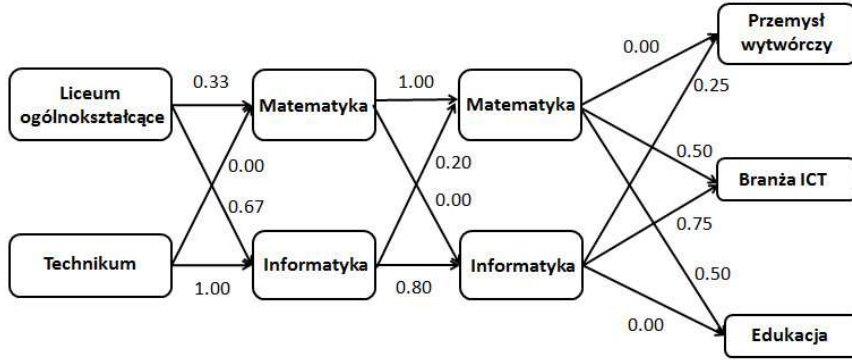 Przemysł
wytwórczy
0.00
0.33
1.00
0.25
Liceum
ogólnokształcące
Matematyka
Matematyka
0.00
0.20
0.50
Branża ICT
0.67
0.00
0.75
Technikum
Informatyka
Informatyka
0.50
1.00
0.80
0.00
Edukacja